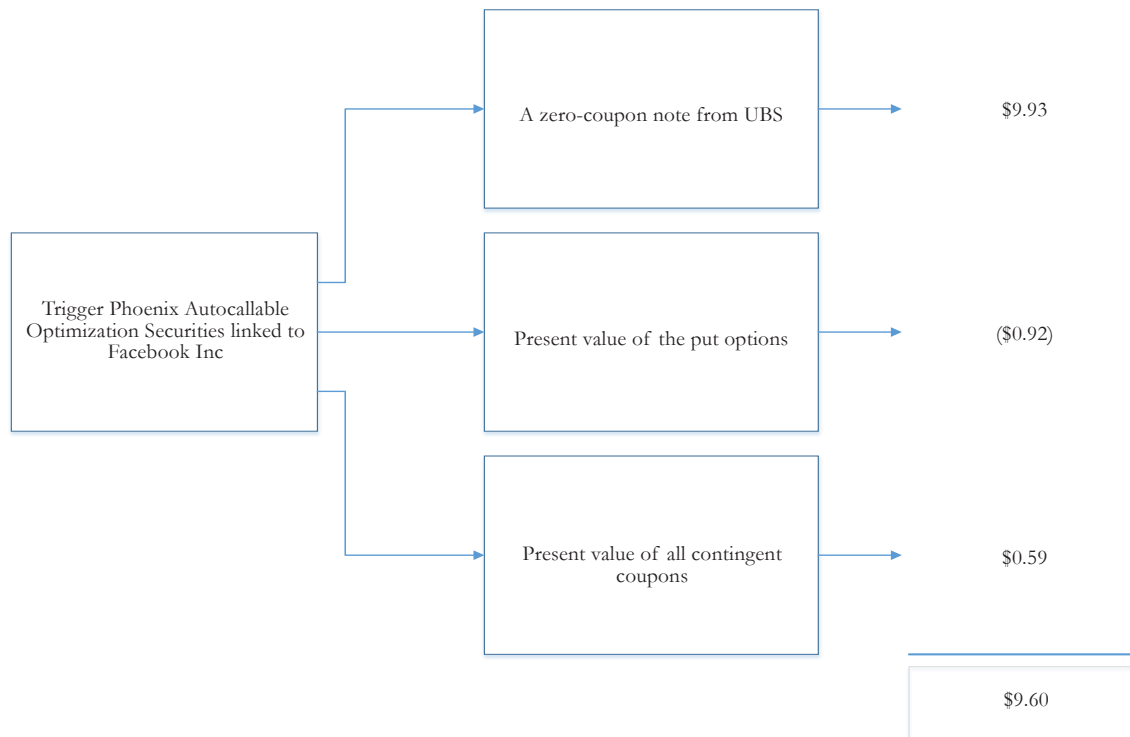 A zero-coupon note from UBS
$9.93
Trigger Phoenix Autocallable
Optimization Securities linked to
Facebook Inc
Present value of the put options
($0.92)
Present value of all contingent
coupons
$0.59
$9.60